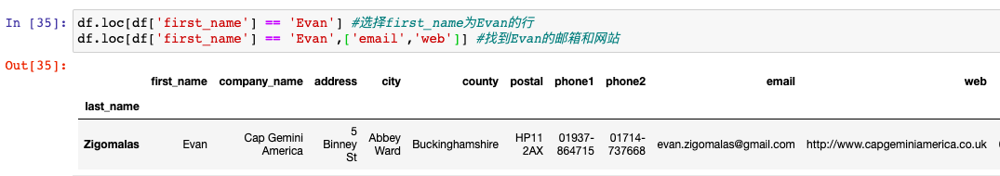 In [35]: df.loc[df['first_name'] == 'Evan'] #选择first_name为Evan的行
df.loc[df['first_name'] == 'Evan',['email','web']] #找到Evan的邮箱和网站
Out[35]:
first_name company_name address city county postal phone1 phone2 email web
last_name
Zigomalas Evan Cap Gemini America 5 Binney St Abbey Ward Buckinghamshire HP11 2AX 01937-864715 01714-737668 evan.zigomalas@gmail.com http://www.capgeminiamerica.co.uk